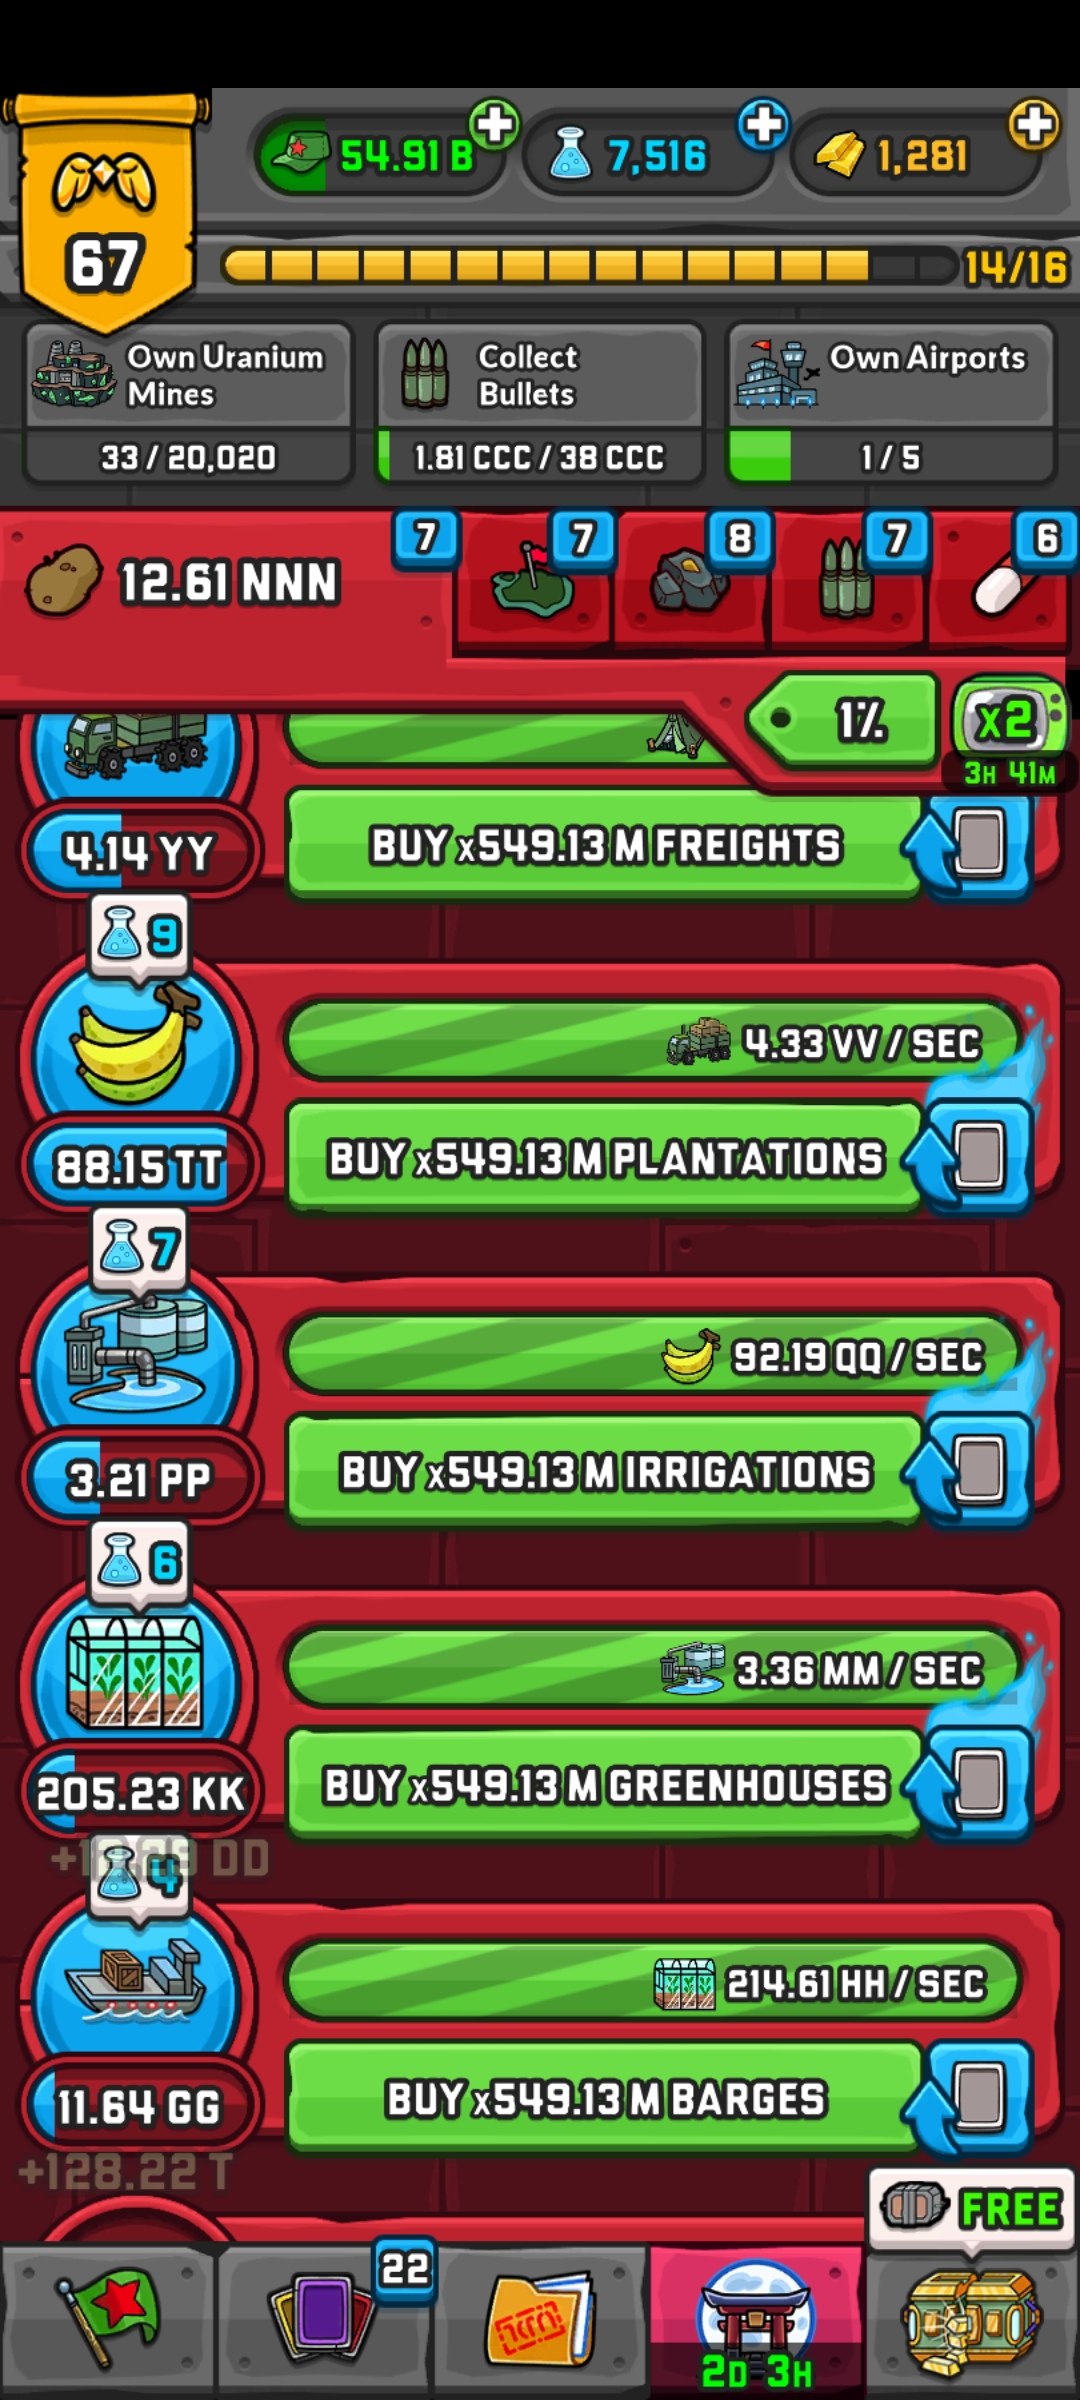 54.91 B
7,516
1,281
67
14/16
Own Uranium
Mines
33 / 20,020
Collect
Bullets
1.81 CCC / 38 CCC
Own Airports
1 / 5
12.61 NNN
7
7
8
7
6
1%
x2
3H 41M
4.14 YY
BUY x549.13 M FREIGHTS
9
4.33 VV / SEC
88.15 TT
BUY x549.13 M PLANTATIONS
7
92.19 QQ / SEC
3.21 PP
BUY x549.13 M IRRIGATIONS
6
3.36 MM / SEC
205.23 KK
BUY x549.13 M GREENHOUSES
DD
4
214.61 HH / SEC
11.64 GG
BUY x549.13 M BARGES
+128.22 T
FREE
22
2D 3H